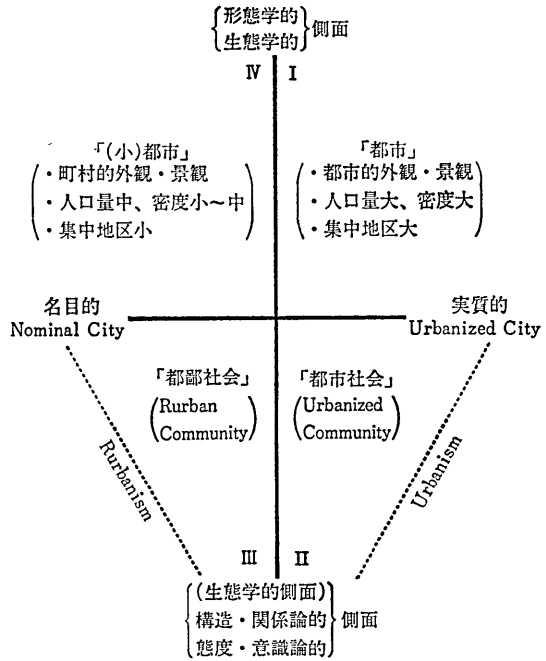 形態学的
生態学的
側面
Ⅳ Ⅰ
「(小)都市」
・町村的外観・景観
・人口量中、密度小～中
・集中地区小
「都市」
・都市的外観・景観
・人口量大、密度大
・集中地区大
名目的
Nominal City
実質的
Urbanized City
「都鄙社会」
(Rurban
Community)
「都市社会」
(Urbanized
Community)
Rurbanism
Urbanism
Ⅲ Ⅱ
(生態学的側面)
構造・関係論的
態度・意識論的
側面